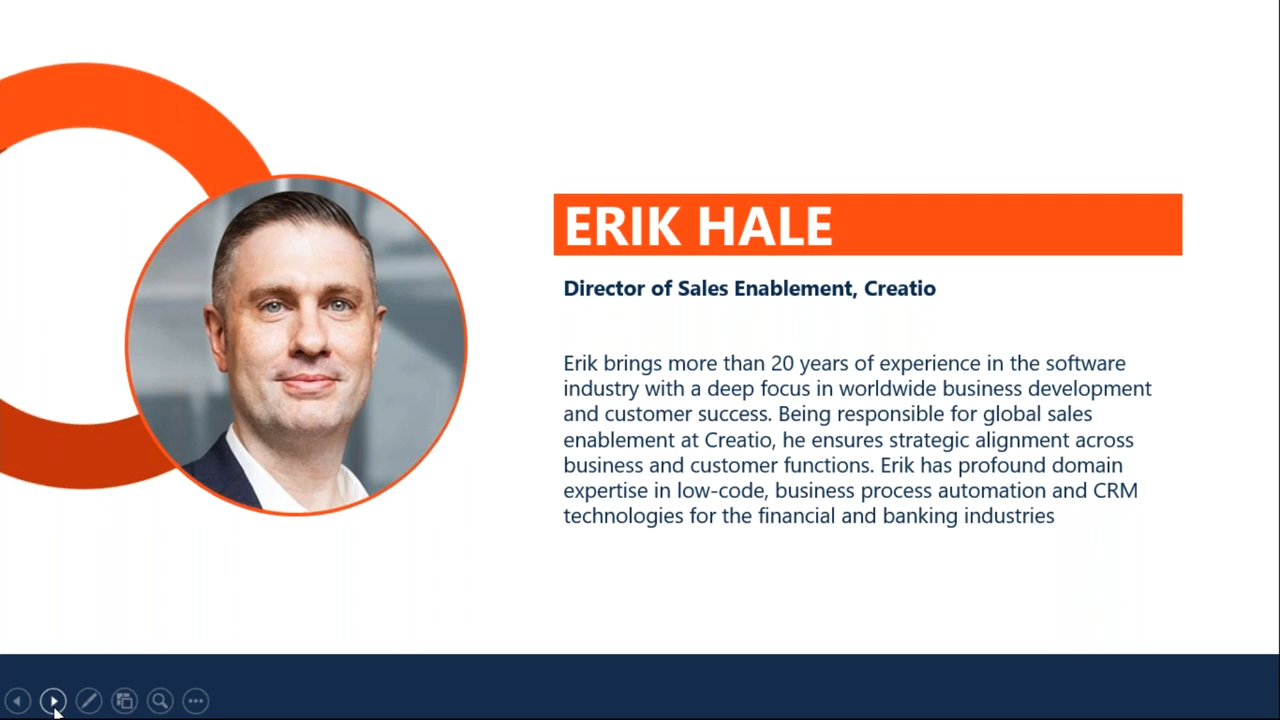 ERIK HALE
Director of Sales Enablement, Creatio
Erik brings more than 20 years of experience in the software
industry with a deep focus in worldwide business development
and customer success. Being responsible for global sales
enablement at Creatio, he ensures strategic alignment across
business and customer functions. Erik has profound domain
expertise in low-code, business process automation and CRM
technologies for the financial and banking industries